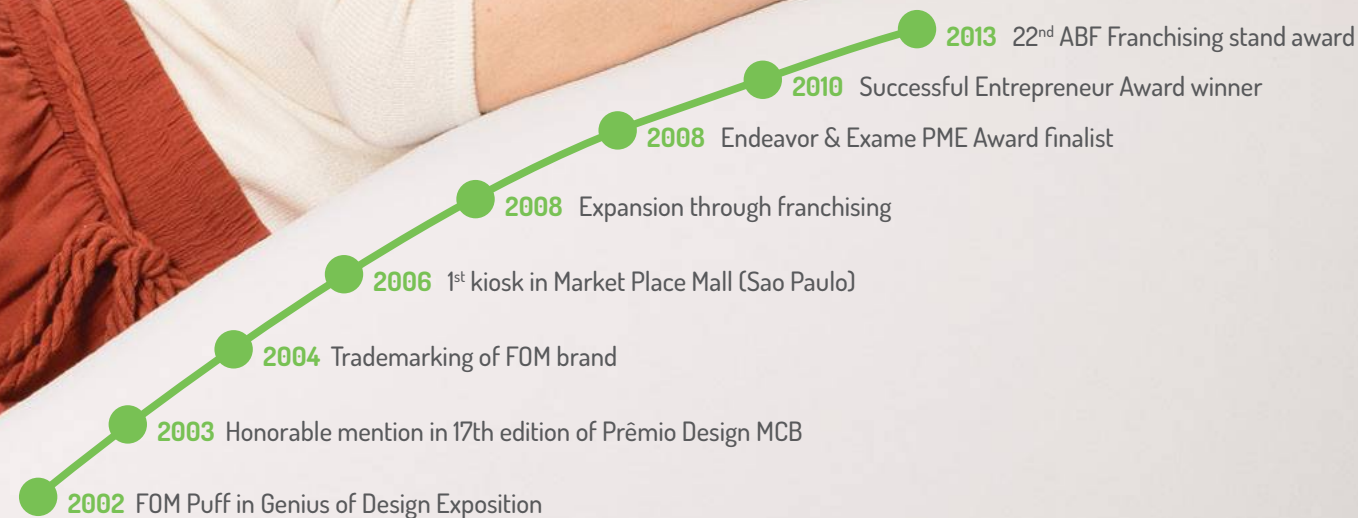 2013 22nd ABF Franchising stand award
2010 Successful Entrepreneur Award winner
2008 Endeavor & Exame PME Award finalist
2008 Expansion through franchising
2006 1st kiosk in Market Place Mall (Sao Paulo)
2004 Trademarking of FOM brand
2003 Honorable mention in 17th edition of Prêmio Design MCB
2002 FOM Puff in Genius of Design Exposition